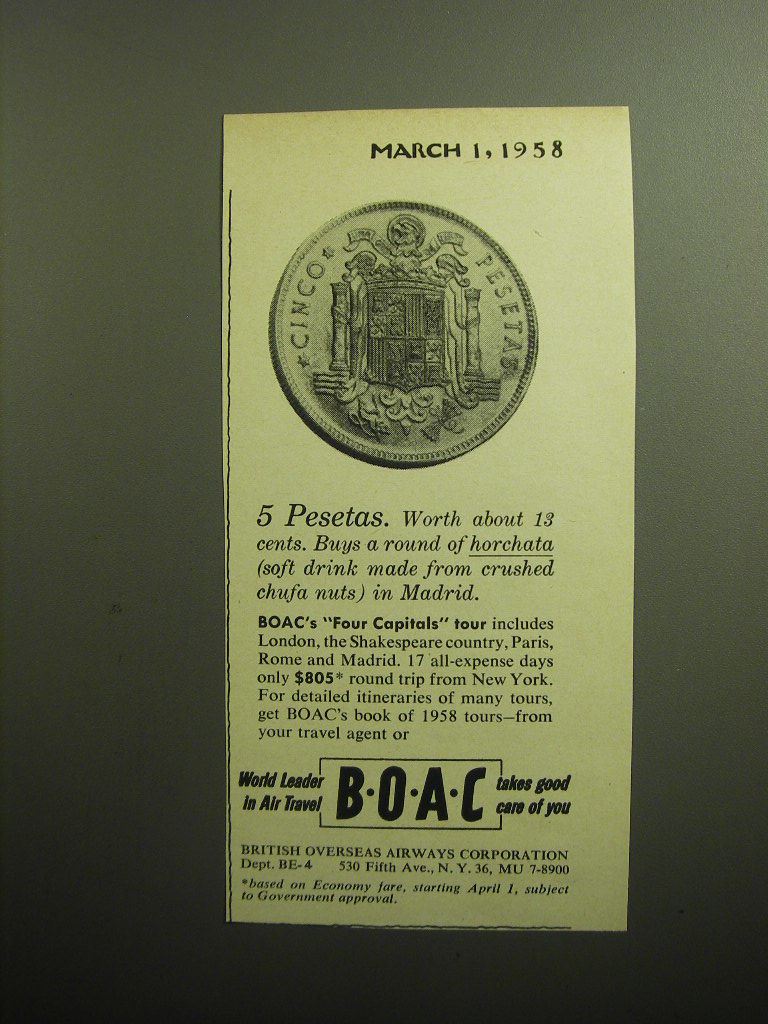 MARCH 1, 1958
★ CINCO ★ PESETAS
5 Pesetas. Worth about 13
cents. Buys a round of horchata
(soft drink made from crushed
chufa nuts) in Madrid.
BOAC's "Four Capitals" tour includes
London, the Shakespeare country, Paris,
Rome and Madrid. 17 all-expense days
only $805* round trip from New York.
For detailed itineraries of many tours,
get BOAC's book of 1958 tours—from
your travel agent or
World Leader
in Air Travel
B·O·A·C
takes good
care of you
BRITISH OVERSEAS AIRWAYS CORPORATION
Dept. BE-4 530 Fifth Ave., N. Y. 36, MU 7-8900
*based on Economy fare, starting April 1, subject
to Government approval.